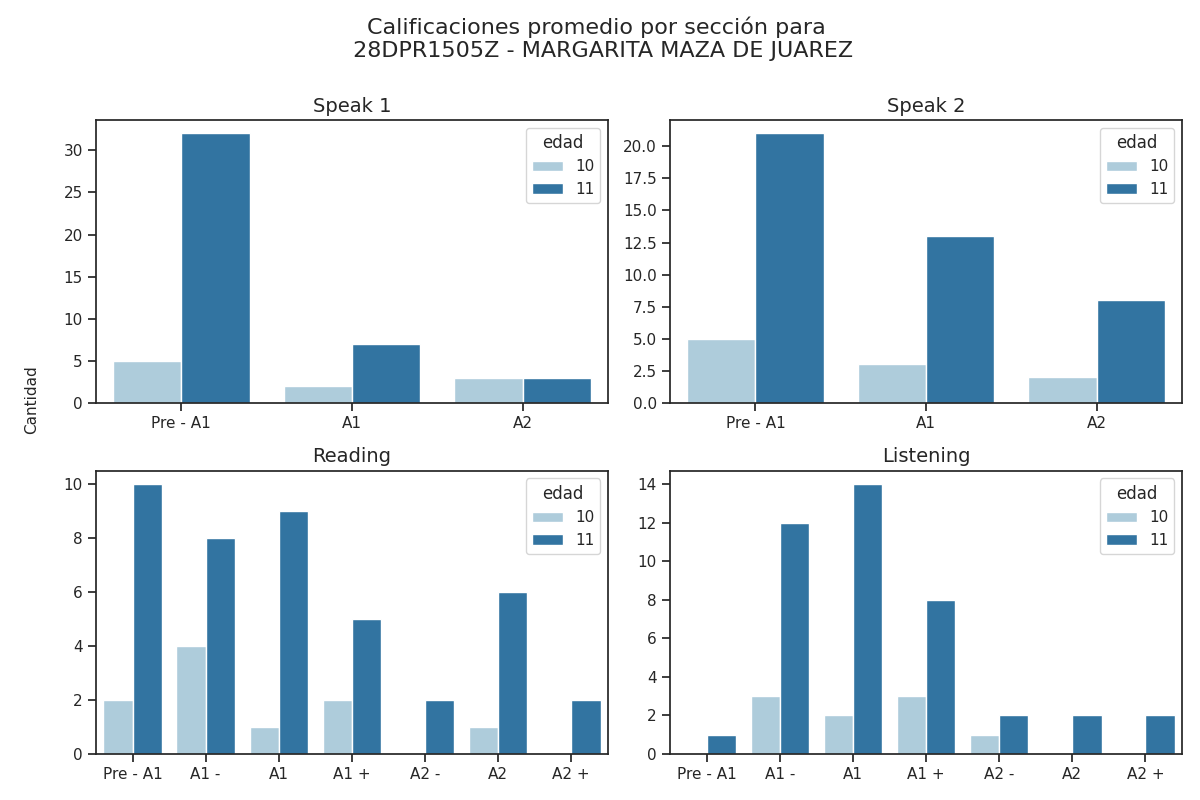 Calificaciones promedio por sección para
28DPR1505Z - MARGARITA MAZA DE JUAREZ
Speak 1
30
25
20
15
10
5
0
Pre - A1 A1 A2
edad
10
11
Speak 2
20.0
17.5
15.0
12.5
10.0
7.5
5.0
2.5
0.0
Pre - A1 A1 A2
edad
10
11
Cantidad
Reading
10
8
6
4
2
0
Pre - A1 A1 - A1 A1 + A2 - A2 A2 +
edad
10
11
Listening
14
12
10
8
6
4
2
0
Pre - A1 A1 - A1 A1 + A2 - A2 A2 +
edad
10
11